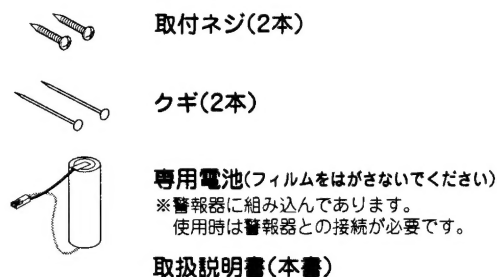 取付ネジ(2本)
クギ(2本)
専用電池(フィルムをはがさないでください)
※警報器に組み込んであります。
使用時は警報器との接続が必要です。
取扱説明書(本書)